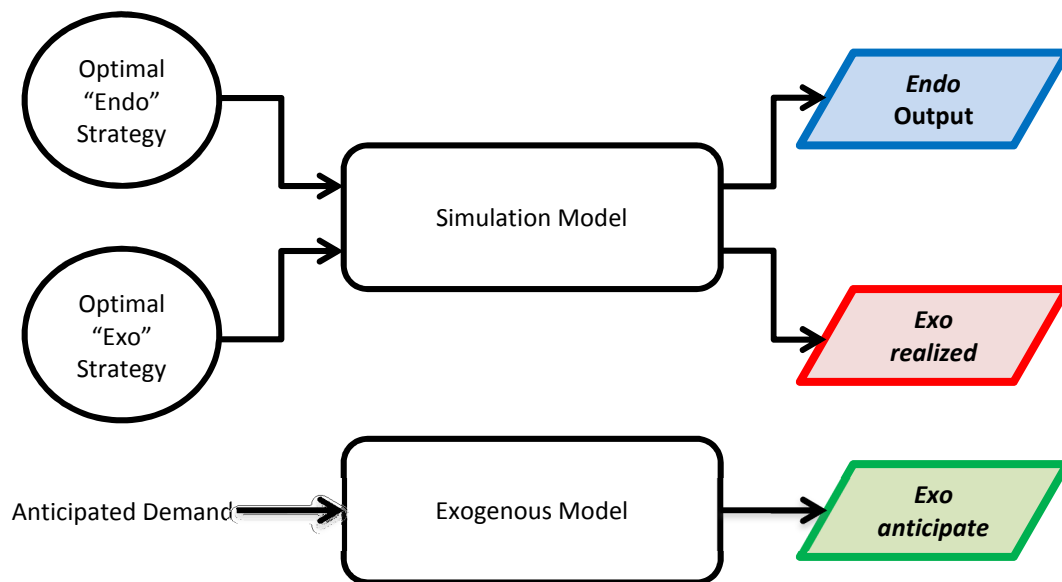 Optimal
“Endo”
Strategy
Endo
Output
Simulation Model
Optimal
“Exo”
Strategy
Exo
realized
Anticipated Demand
Exogenous Model
Exo
anticipate